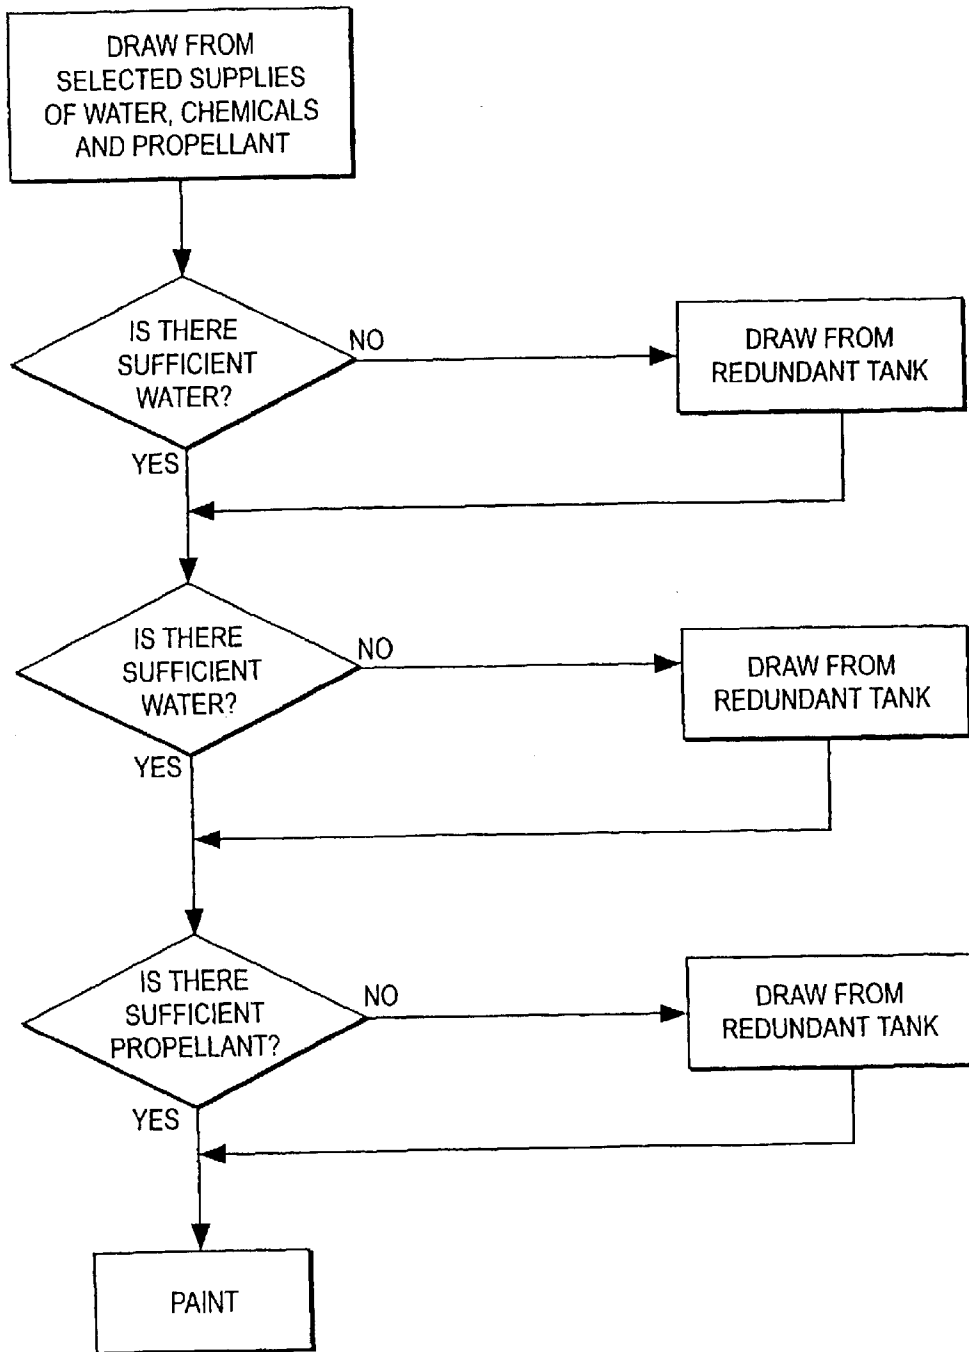 DRAW FROM
SELECTED SUPPLIES
OF WATER, CHEMICALS
AND PROPELLANT
IS THERE
SUFFICIENT
WATER?
NO
DRAW FROM
REDUNDANT TANK
YES
IS THERE
SUFFICIENT
WATER?
NO
DRAW FROM
REDUNDANT TANK
YES
IS THERE
SUFFICIENT
PROPELLANT?
NO
DRAW FROM
REDUNDANT TANK
YES
PAINT